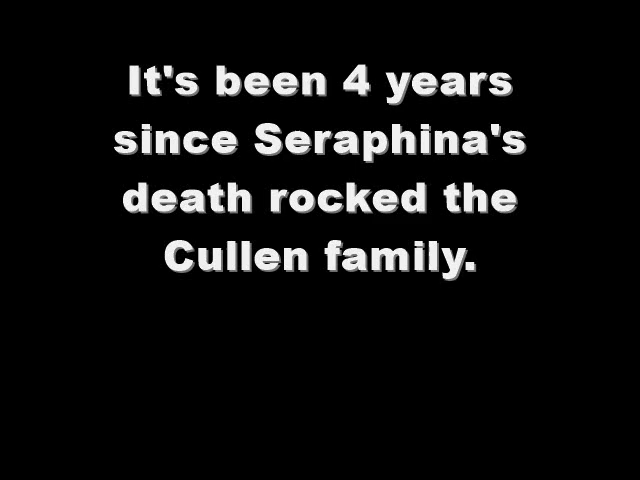 It's been 4 years
since Seraphina's
death rocked the
Cullen family.